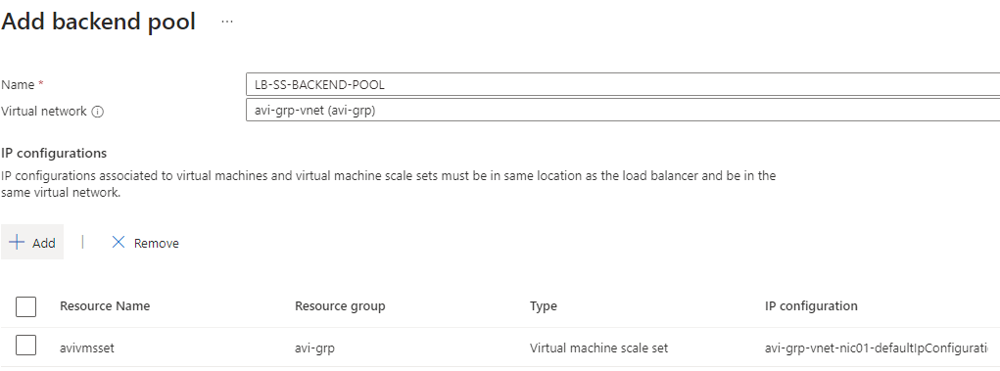 Add backend pool ...
Name *
LB-SS-BACKEND-POOL
Virtual network
avi-grp-vnet (avi-grp)
IP configurations
IP configurations associated to virtual machines and virtual machine scale sets must be in same location as the load balancer and be in the
same virtual network.
Add | Remove
Resource Name Resource group Type IP configuration
avivmsset avi-grp Virtual machine scale set avi-grp-vnet-nic01-defaultIpConfigurati